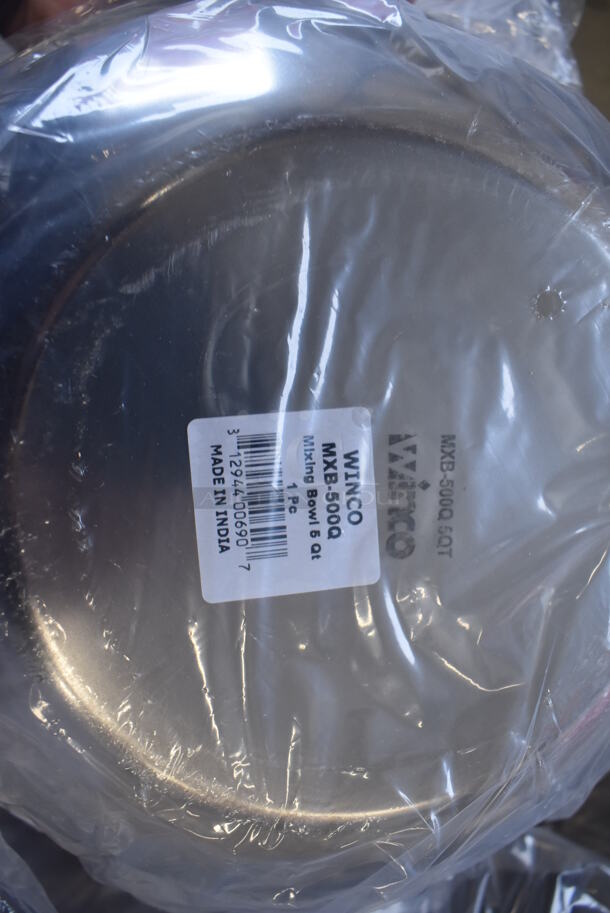 MXB-500Q 5QT
WINCO
WINCO
MXB-500Q
Mixing Bowl 5 Qt
1 Pc
3 12944 00690 7
MADE IN INDIA